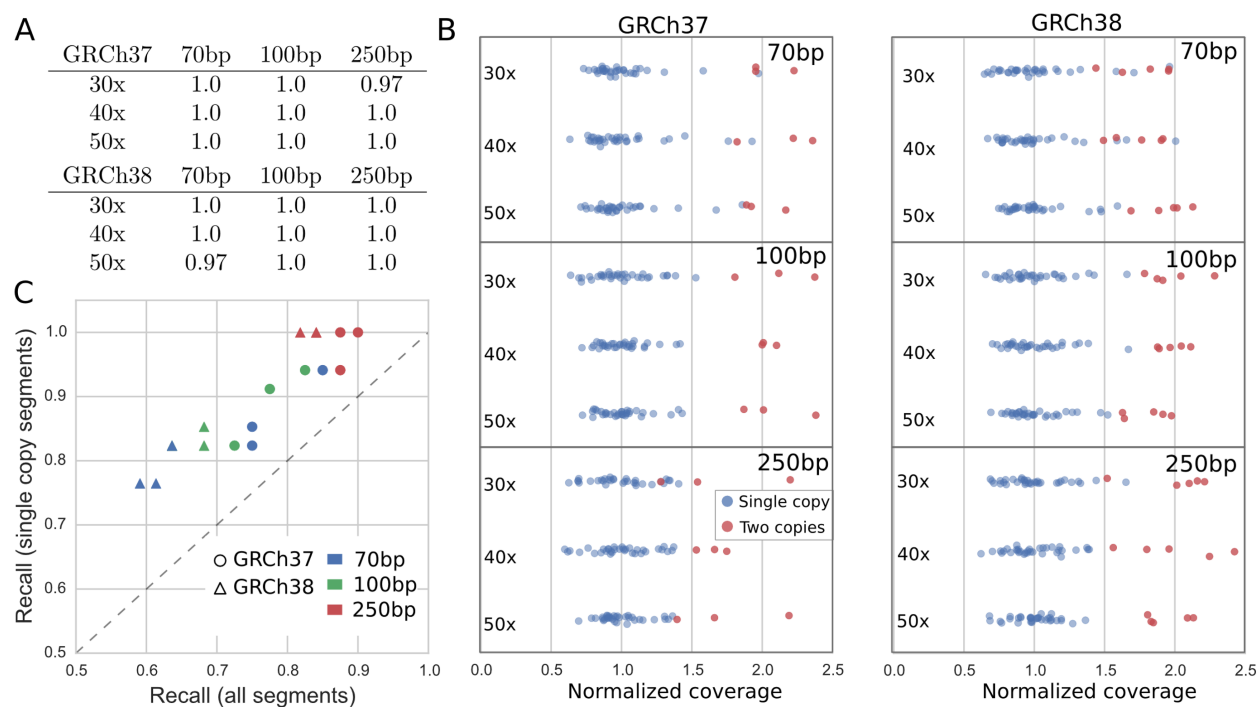 A
GRCh37 70bp 100bp 250bp
30x 1.0 1.0 0.97
40x 1.0 1.0 1.0
50x 1.0 1.0 1.0
GRCh38 70bp 100bp 250bp
30x 1.0 1.0 1.0
40x 1.0 1.0 1.0
50x 0.97 1.0 1.0
C
Recall (single copy segments)
1.0
0.9
0.8
0.7
0.6
0.5
GRCh37
GRCh38
70bp
100bp
250bp
0.5 0.6 0.7 0.8 0.9 1.0
Recall (all segments)
B
GRCh37
70bp
30x
40x
50x
100bp
30x
40x
50x
250bp
30x
Single copy
Two copies
40x
50x
0.0 0.5 1.0 1.5 2.0 2.5
Normalized coverage
GRCh38
70bp
30x
40x
50x
100bp
30x
40x
50x
250bp
30x
40x
50x
0.0 0.5 1.0 1.5 2.0 2.5
Normalized coverage